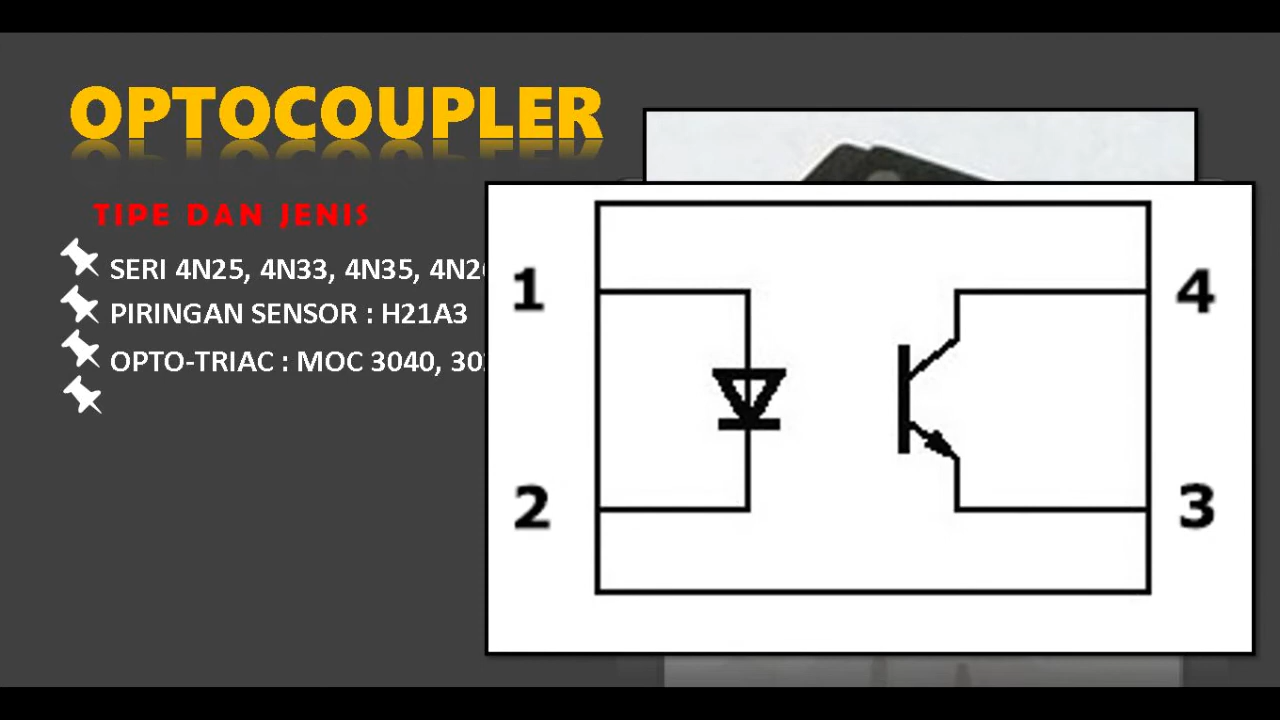 OPTOCOUPLER
TIPE DAN JENIS
SERI 4N25, 4N33, 4N35,
PIRINGAN SENSOR : H21A3
OPTO-TRIAC : MOC 3040,
1
4
2
3